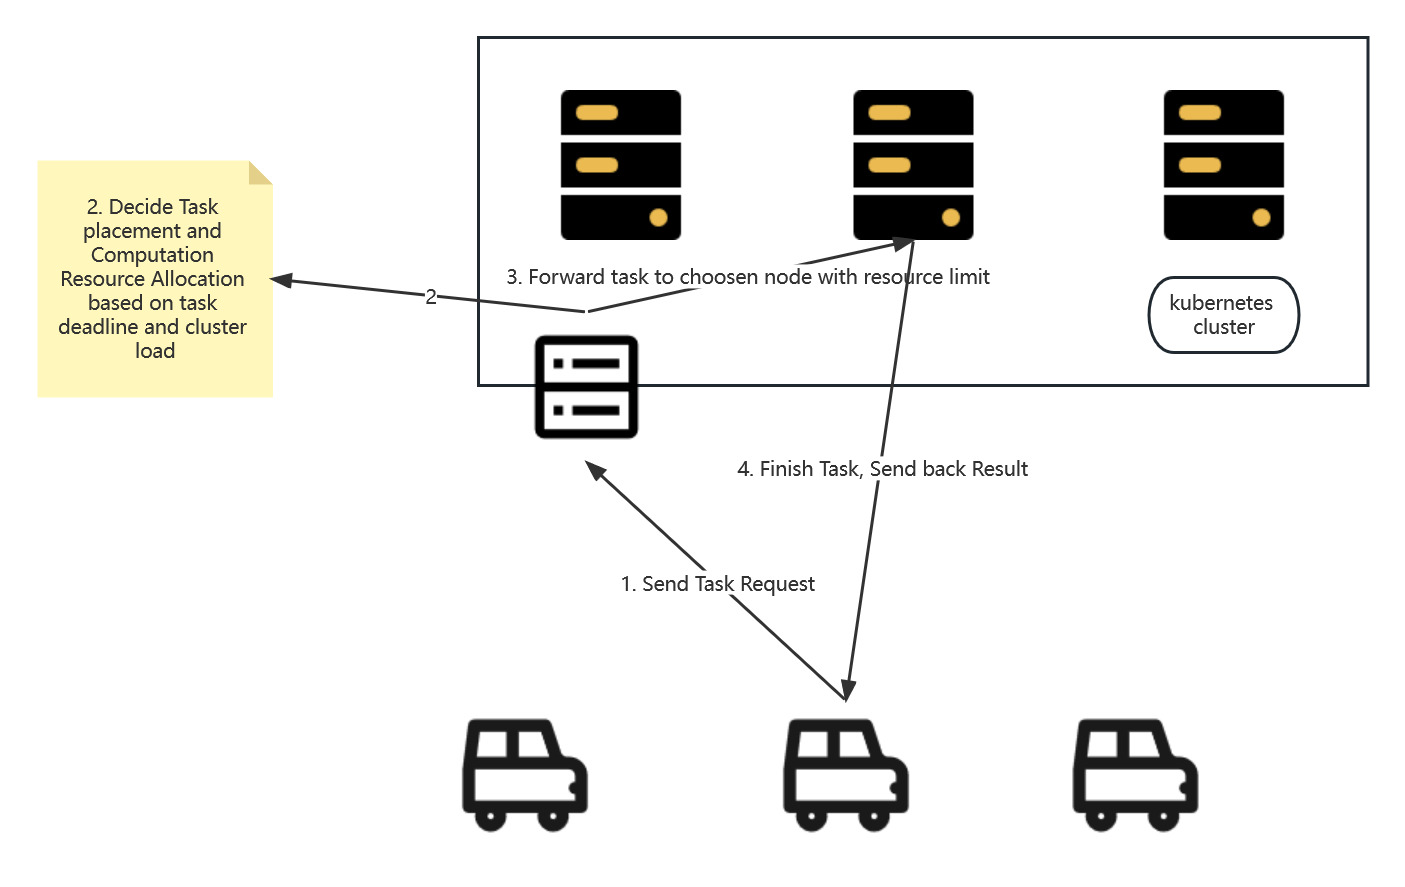 2. Decide Task
placement and
Computation
Resource Allocation
based on task
deadline and cluster
load
2
3. Forward task to choosen node with resource limit
kubernetes
cluster
4. Finish Task, Send back Result
1. Send Task Request